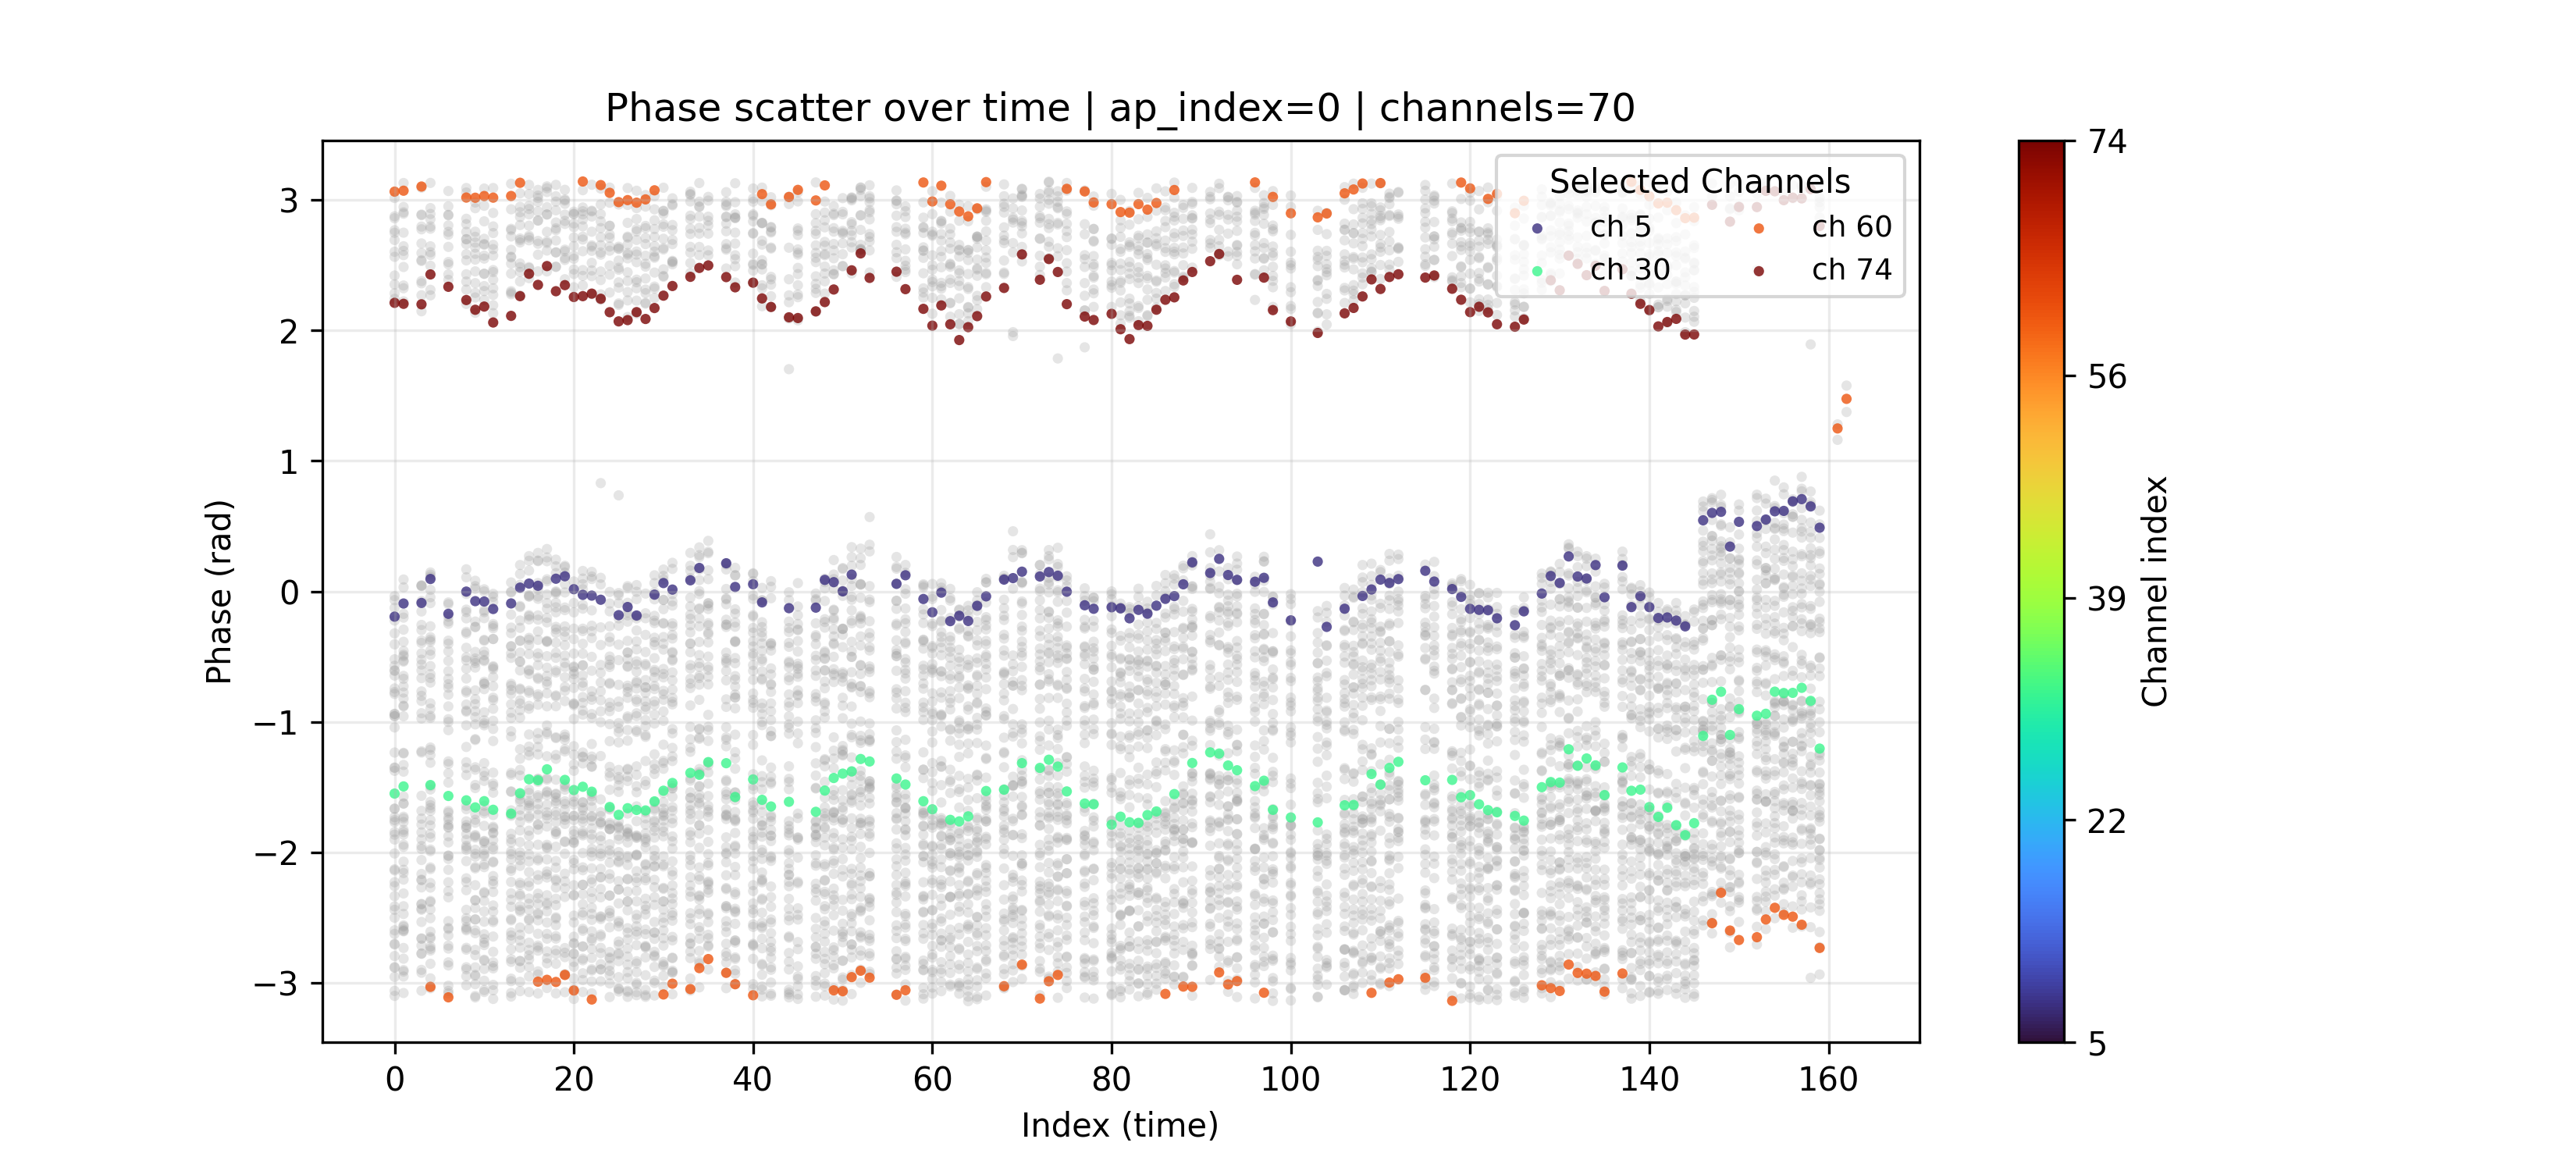 Phase scatter over time | ap_index=0 | channels=70
Selected Channels
ch 5
ch 60
ch 30
ch 74
Phase (rad)
3
2
1
0
−1
−2
−3
0
20
40
60
80
100
120
140
160
Index (time)
74
56
39
22
5
Channel index